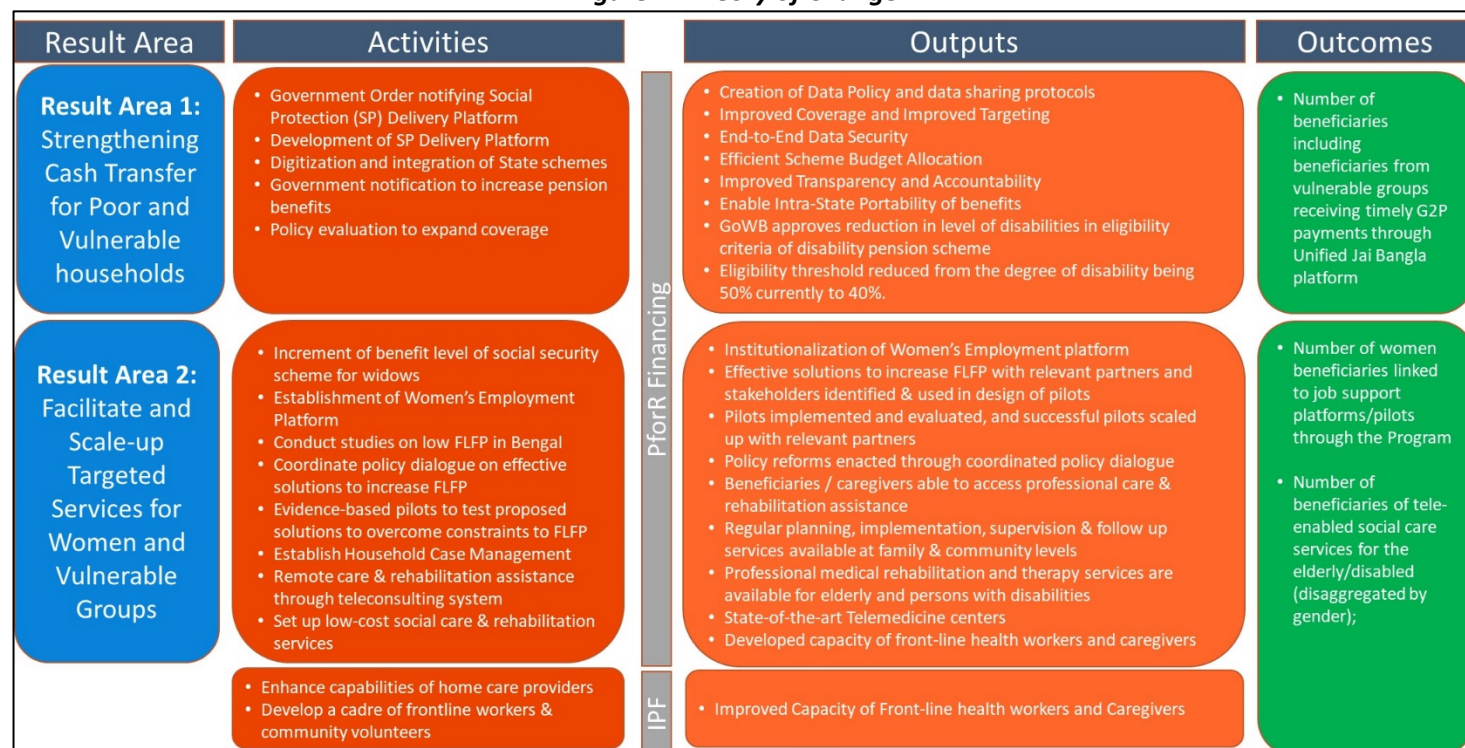 Result Area
Activities
Outputs
Outcomes
Result Area 1:
Strengthening
Cash Transfer
for Poor and
Vulnerable
households
• Government Order notifying Social
Protection (SP) Delivery Platform
• Development of SP Delivery Platform
• Digitization and integration of State schemes
• Government notification to increase pension
benefits
• Policy evaluation to expand coverage
PforR Financing
• Creation of Data Policy and data sharing protocols
• Improved Coverage and Improved Targeting
• End-to-End Data Security
• Efficient Scheme Budget Allocation
• Improved Transparency and Accountability
• Enable Intra-State Portability of benefits
• GoWB approves reduction in level of disabilities in eligibility
criteria of disability pension scheme
• Eligibility threshold reduced from the degree of disability being
50% currently to 40%.
• Number of
beneficiaries
including
beneficiaries from
vulnerable groups
receiving timely G2P
payments through
Unified Jai Bangla
platform
Result Area 2:
Facilitate and
Scale-up
Targeted
Services for
Women and
Vulnerable
Groups
• Increment of benefit level of social security
scheme for widows
• Establishment of Women's Employment
Platform
• Conduct studies on low FLFP in Bengal
• Coordinate policy dialogue on effective
solutions to increase FLFP
• Evidence-based pilots to test proposed
solutions to overcome constraints to FLFP
• Establish Household Case Management
• Remote care & rehabilitation assistance
through teleconsulting system
• Set up low-cost social care & rehabilitation
services
• Institutionalization of Women's Employment platform
• Effective solutions to increase FLFP with relevant partners and
stakeholders identified & used in design of pilots
• Pilots implemented and evaluated, and successful pilots scaled
up with relevant partners
• Policy reforms enacted through coordinated policy dialogue
• Beneficiaries / caregivers able to access professional care &
rehabilitation assistance
• Regular planning, implementation, supervision & follow up
services available at family & community levels
• Professional medical rehabilitation and therapy services are
available for elderly and persons with disabilities
• State-of-the-art Telemedicine centers
• Developed capacity of front-line health workers and caregivers
• Number of women
beneficiaries linked
to job support
platforms/pilots
through the Program
• Number of
beneficiaries of tele-
enabled social care
services for the
elderly/disabled
(disaggregated by
gender);
• Enhance capabilities of home care providers
• Develop a cadre of frontline workers &
community volunteers
IPF
• Improved Capacity of Front-line health workers and Caregivers